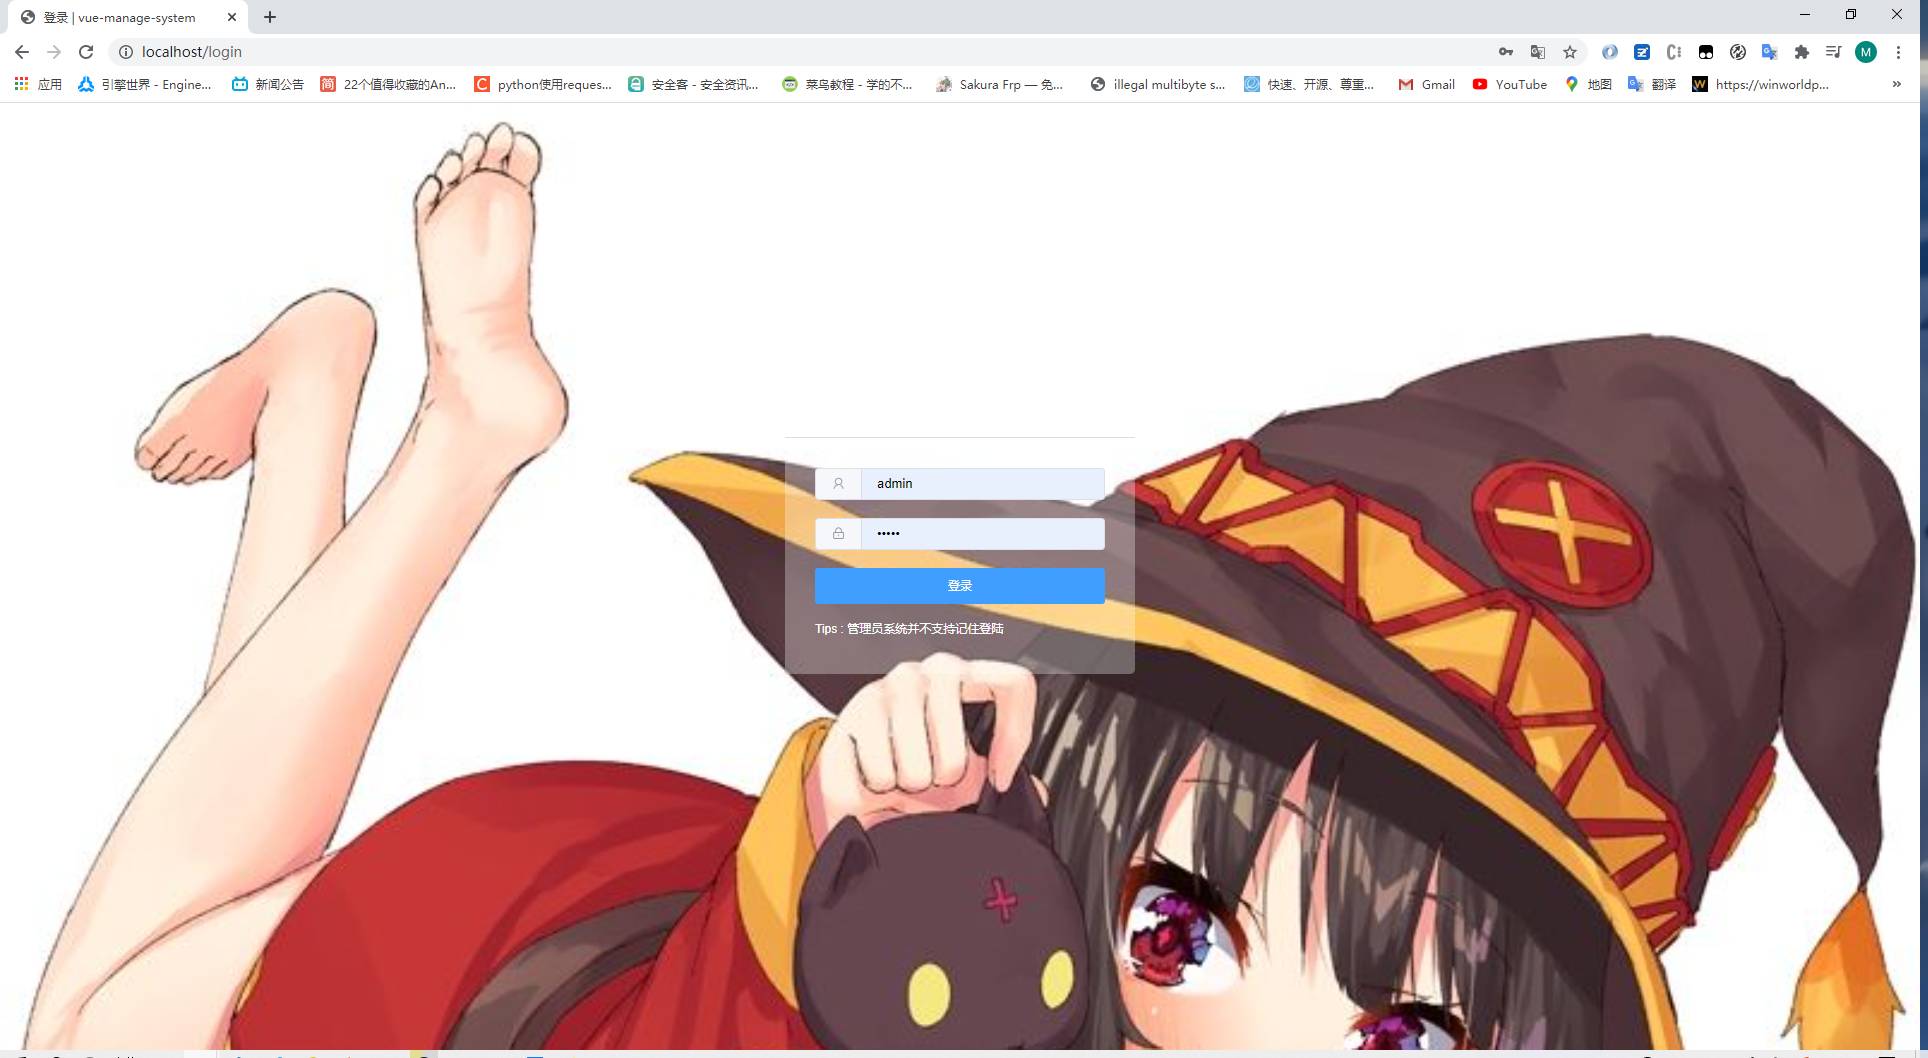 登录 | vue-manage-system
localhost/login
M
应用 引擎世界 - Engine... 新闻公告 简 22个值得收藏的An... C python使用reques... 安全客 - 安全资讯... 菜鸟教程 - 学的不... Sakura Frp — 免... illegal multibyte s... 快速、开源、尊重... Gmail YouTube 地图 翻译 W https://winworldp... »
admin
•••••
登录
Tips : 管理员系统并不支持记住登陆